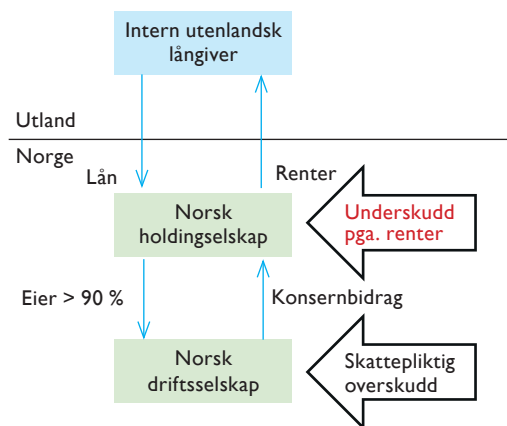 Intern utenlandsk
långiver
Utland
Norge
Lån
Renter
Norsk
holdingselskap
Underskudd
pga. renter
Eier > 90 %
Konsernbidrag
Norsk
driftsselskap
Skattepliktig
overskudd